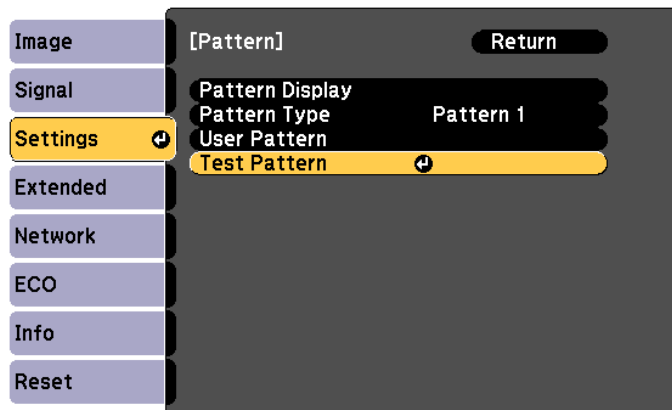 Image
Signal
Settings
Extended
Network
ECO
Info
Reset
[Pattern] Return
Pattern Display
Pattern Type Pattern 1
User Pattern
Test Pattern